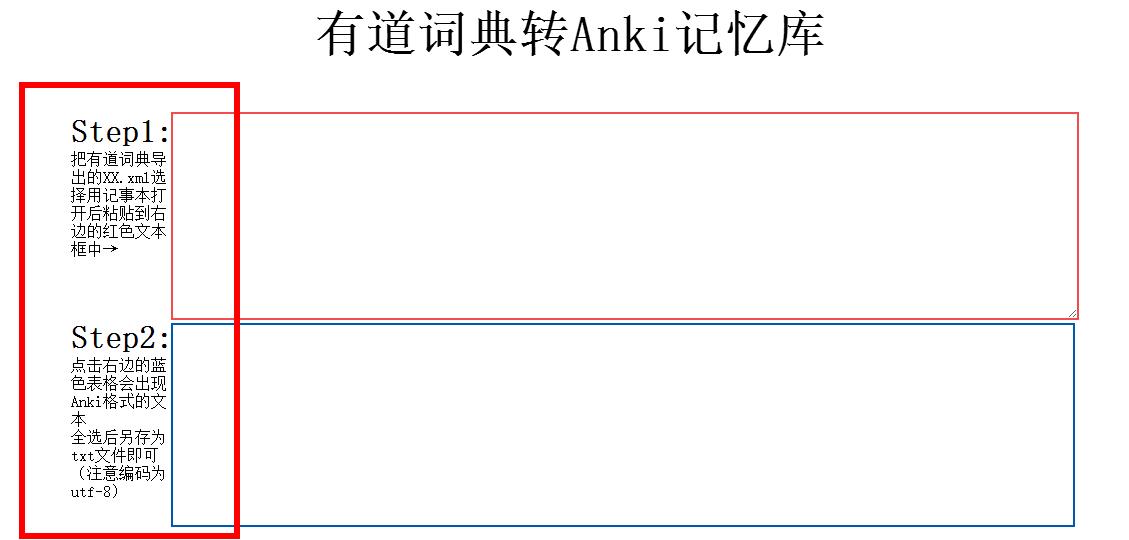 有道词典转Anki记忆库
Step1:
把有道词典导
出的XX.xml选
择用记事本打
开后粘贴到右
边的红色文本
框中→
Step2:
点击右边的蓝
色表格会出现
Anki格式的文
本
全选后另存为
txt文件即可
（注意编码为
utf-8）